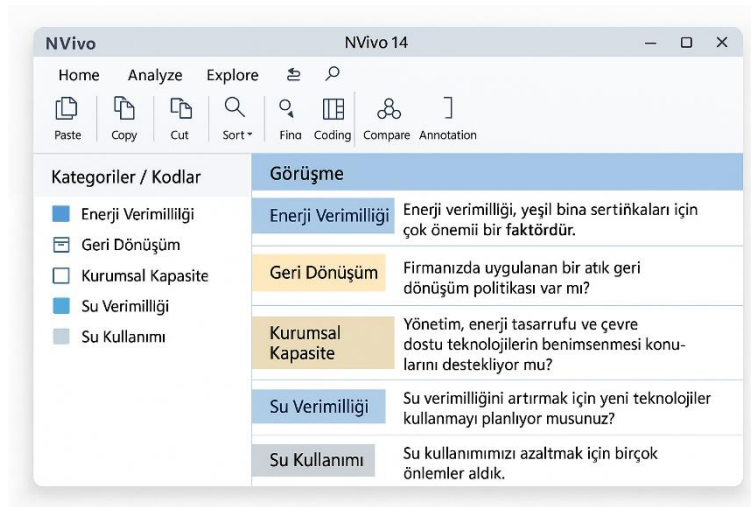 NVivo
NVivo 14
Home Analyze Explore
Paste Copy Cut Sort Fina Coding Compare Annotation
Kategoriler / Kodlar
Enerji Verimillilği
Geri Dönüşüm
Kurumsal Kapasite
Su Verimilliği
Su Kullanımı
Görüşme
Enerji Verimilliği
Enerji verimilliği, yeşil bina sertifikaları için
çok önemii bir faktördür.
Geri Dönüşüm
Firmanızda uygulanan bir atık geri
dönüşüm politikası var mı?
Kurumsal
Kapasite
Yönetim, enerji tasarrufu ve çevre
dostu teknolojilerin benimsenmesi konu-
larını destekliyor mu?
Su Verimilliği
Su verimilliğini artırmak için yeni teknolojiler
kullanmayı planlıyor musunuz?
Su Kullanımı
Su kullanımımızı azaltmak için birçok
önlemler aldık.